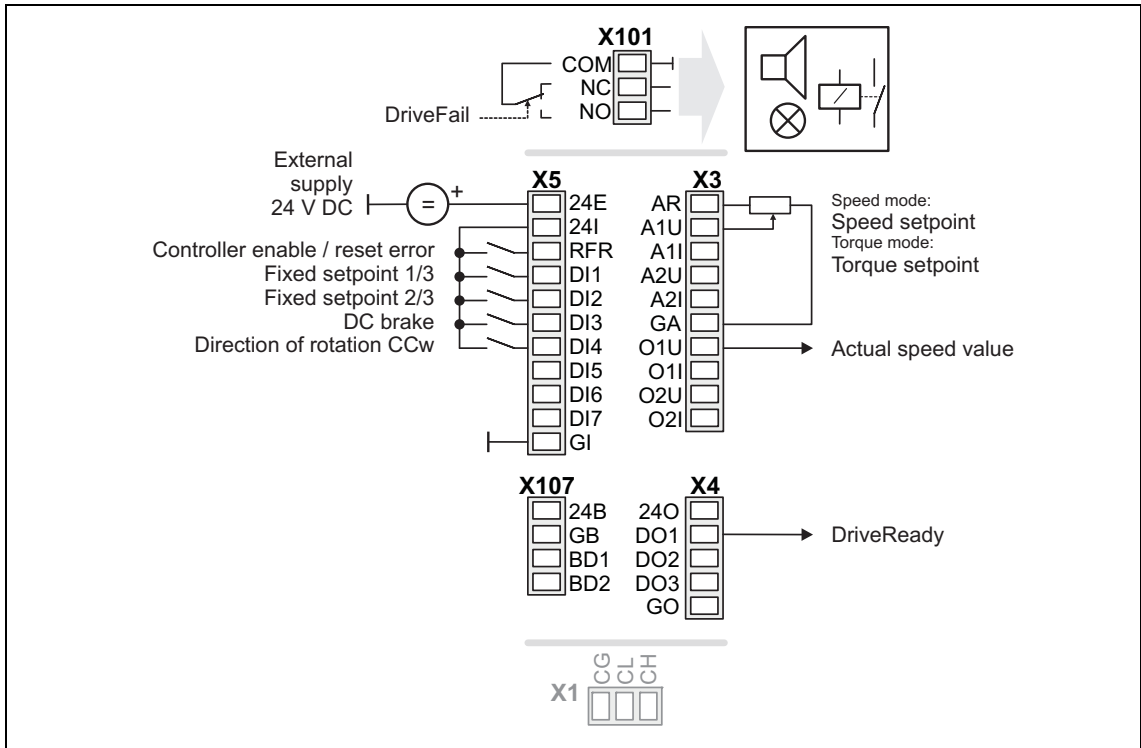 X101
COM
NC
NO
DriveFail
External
supply
24 V DC
=
+
X5
24E
24I
RFR
DI1
DI2
DI3
DI4
DI5
DI6
DI7
GI
Controller enable / reset error
Fixed setpoint 1/3
Fixed setpoint 2/3
DC brake
Direction of rotation CCw
X3
AR
A1U
A1I
A2U
A2I
GA
O1U
O1I
O2U
O2I
Speed mode:
Speed setpoint
Torque mode:
Torque setpoint
Actual speed value
X107
24B
GB
BD1
BD2
X4
24O
DO1
DO2
DO3
GO
DriveReady
X1
CG
CL
CH